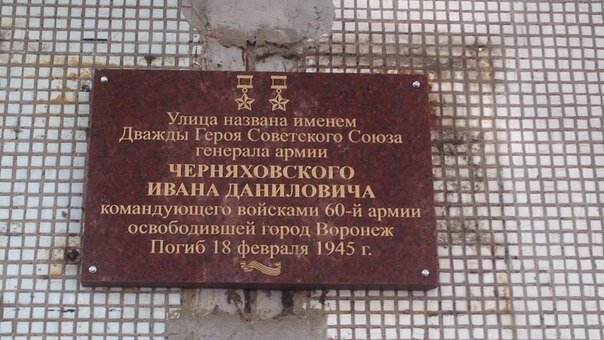 Улица названа именем
Дважды Героя Советского Союза
генерала армии
ЧЕРНЯХОВСКОГО
ИВАНА ДАНИЛОВИЧА
командующего войсками 60-й армии
освободившей город Воронеж
Погиб 18 февраля 1945 г.